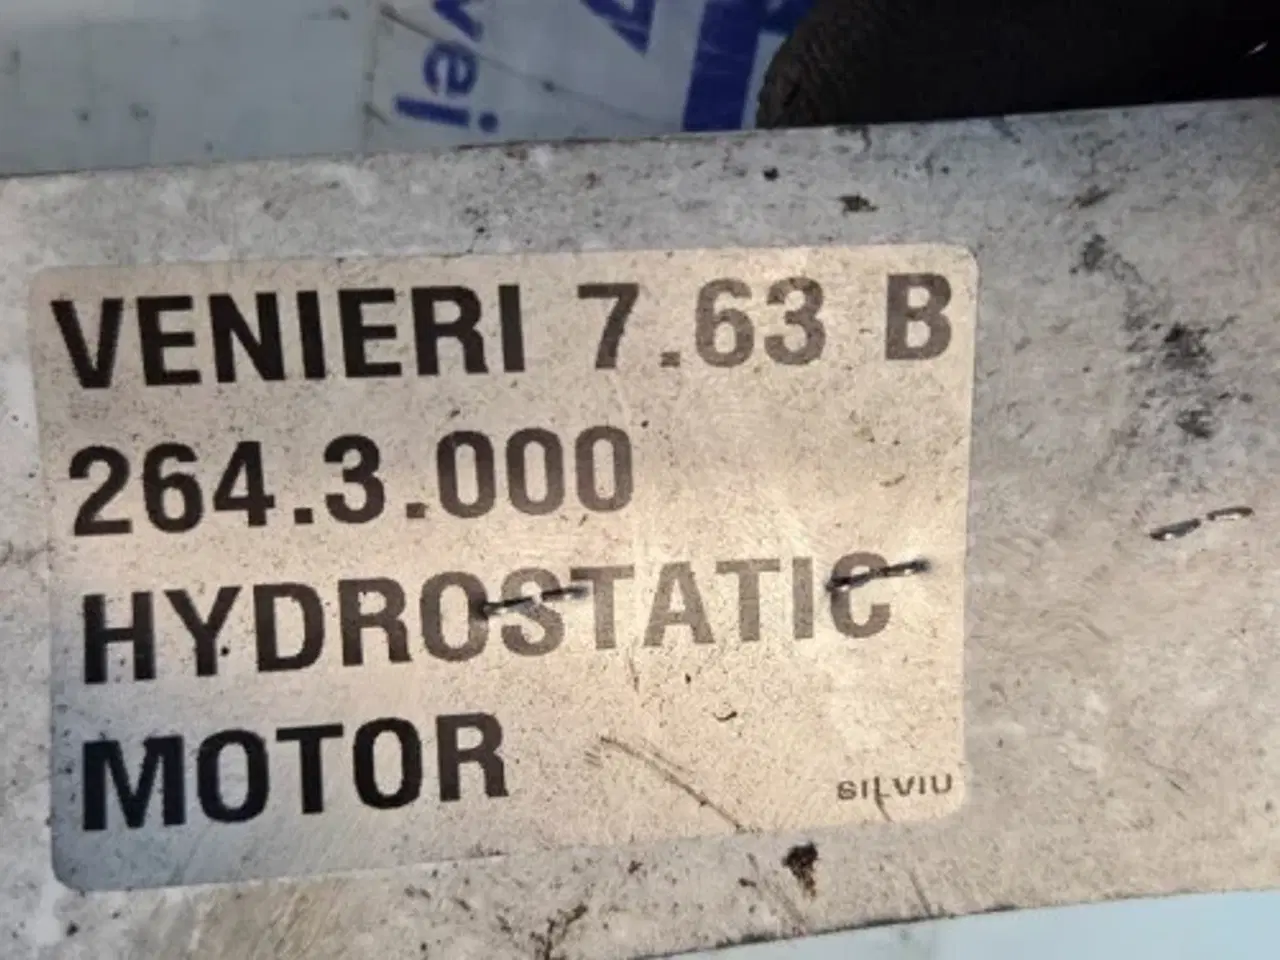 VENIERI 7.63 B
264.3.000
HYDROSTATIC
MOTOR
SILVIU